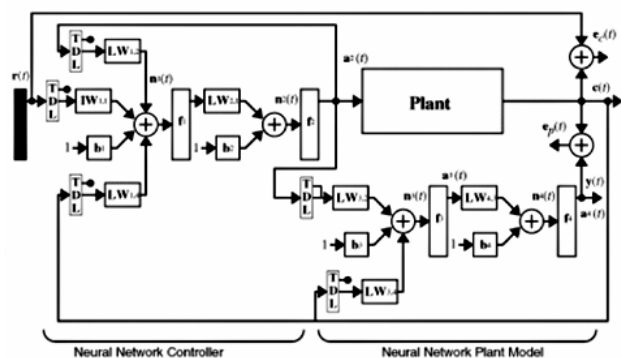 e_c(t)
T D L
LW1,2
a²(t)
r(t)
n¹(t)
n²(t)
c(t)
T D L
IW1,1
LW2,1
Plant
f1
f2
1
b1
1
b2
e_p(t)
T D L
LW1,4
T D L
LW3,2
n³(t)
a³(t)
LW4,3
n⁴(t)
y(t)
f3
f4
a⁴(t)
1
b3
1
b4
T D L
LW3,4
Neural Network Controller
Neural Network Plant Model